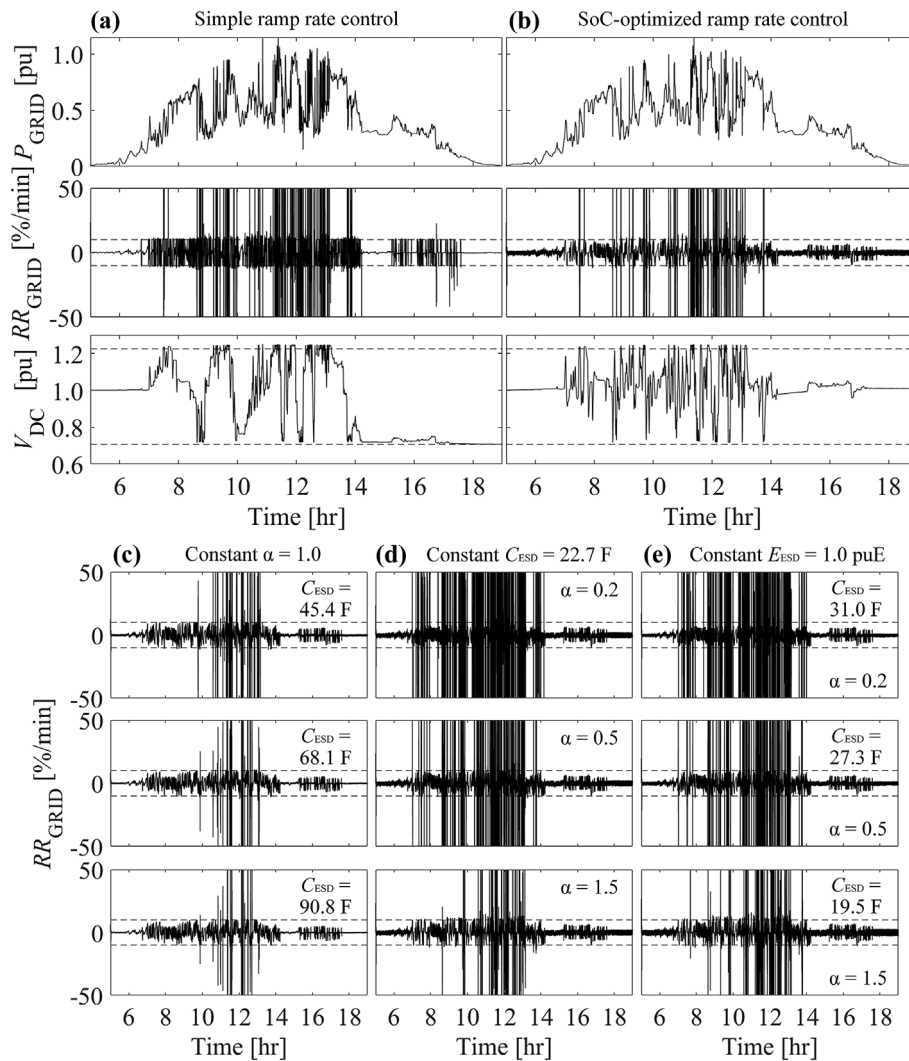 (a) Simple ramp rate control
(b) SoC-optimized ramp rate control
P_GRID [pu]
1.0
0.5
0
RR_GRID [%/min]
50
0
-50
V_DC [pu]
1.2
1.0
0.8
0.6
6 8 10 12 14 16 18
6 8 10 12 14 16 18
Time [hr]
Time [hr]
(c) Constant α = 1.0
(d) Constant C_ESD = 22.7 F
(e) Constant E_ESD = 1.0 puE
RR_GRID [%/min]
50
0
-50
C_ESD =
45.4 F
α = 0.2
C_ESD =
31.0 F
α = 0.2
50
0
-50
C_ESD =
68.1 F
α = 0.5
C_ESD =
27.3 F
α = 0.5
50
0
-50
C_ESD =
90.8 F
α = 1.5
C_ESD =
19.5 F
α = 1.5
6 8 10 12 14 16 18
6 8 10 12 14 16 18
6 8 10 12 14 16 18
Time [hr]
Time [hr]
Time [hr]